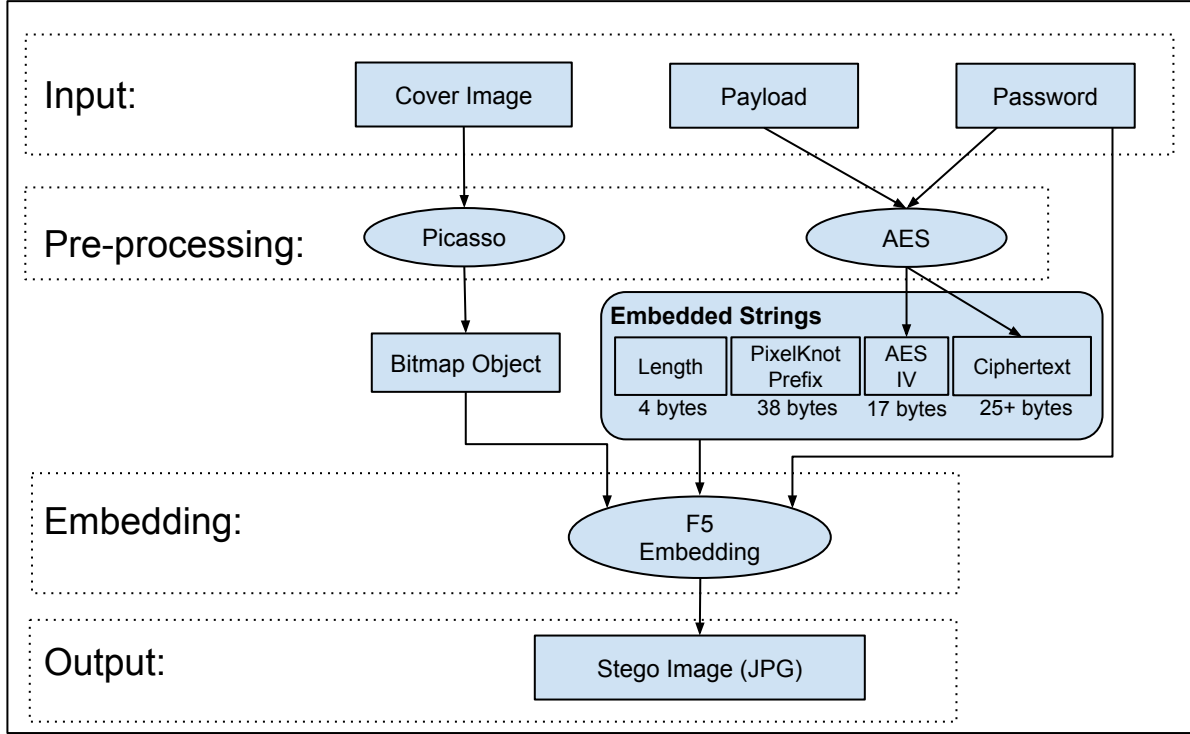 Input:
Cover Image
Payload
Password
Pre-processing:
Picasso
AES
Bitmap Object
Embedded Strings
Length
PixelKnot
Prefix
AES
IV
Ciphertext
4 bytes
38 bytes
17 bytes
25+ bytes
Embedding:
F5
Embedding
Output:
Stego Image (JPG)